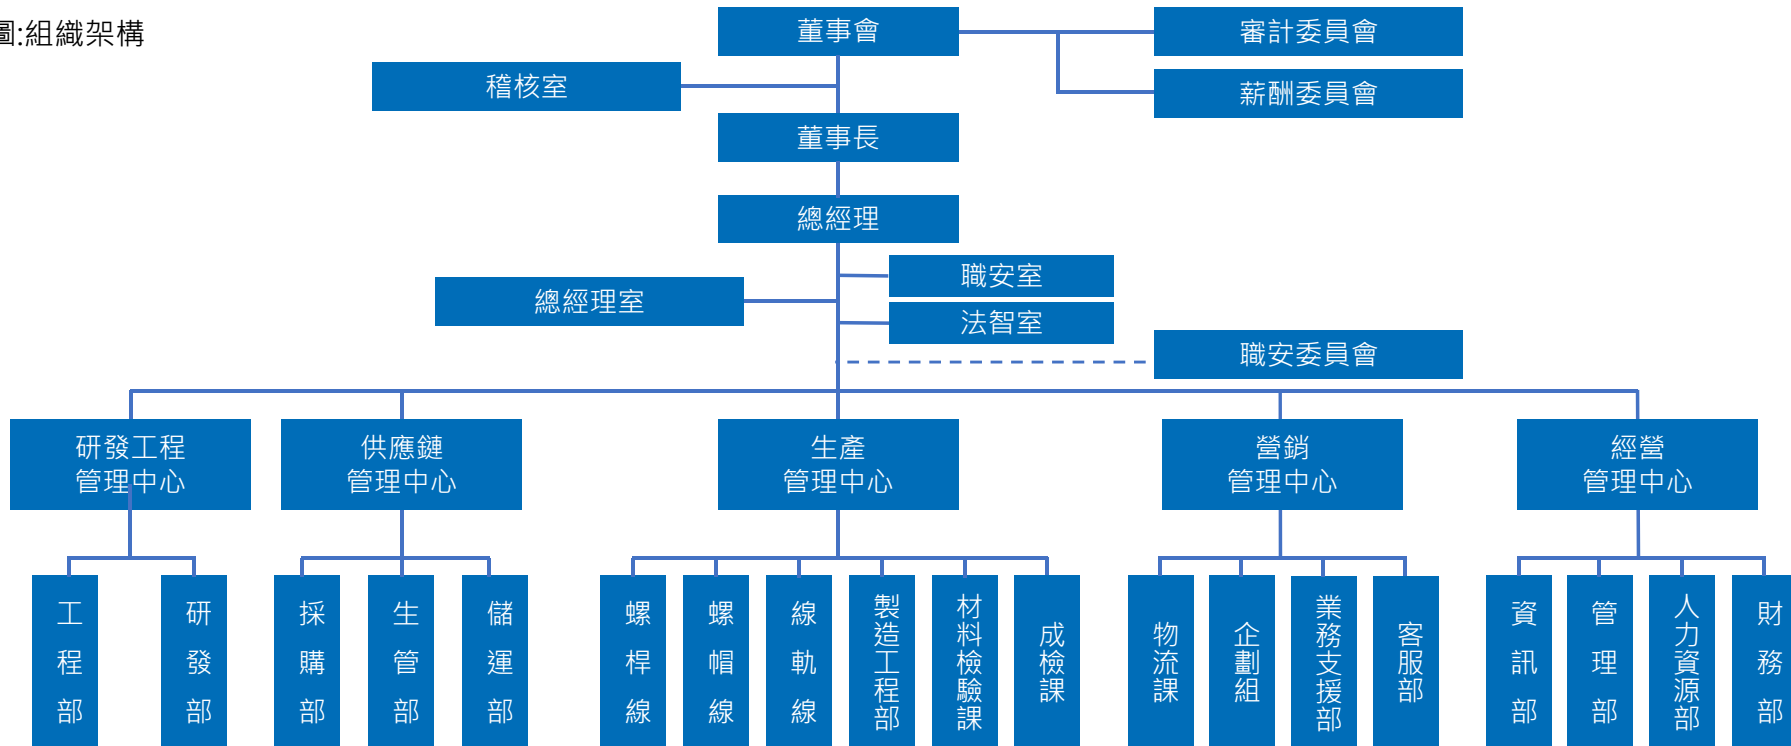 圖:組織架構
董事會
審計委員會
稽核室
薪酬委員會
董事長
總經理
職安室
總經理室
法智室
職安委員會
研發工程
管理中心
供應鏈
管理中心
生產
管理中心
營銷
管理中心
經營
管理中心
工程部
研發部
採購部
生管部
儲運部
螺桿線
螺帽線
線軌線
製造工程部
材料檢驗課
成檢課
物流課
企劃組
業務支援部
客服部
資訊部
管理部
人力資源部
財務部